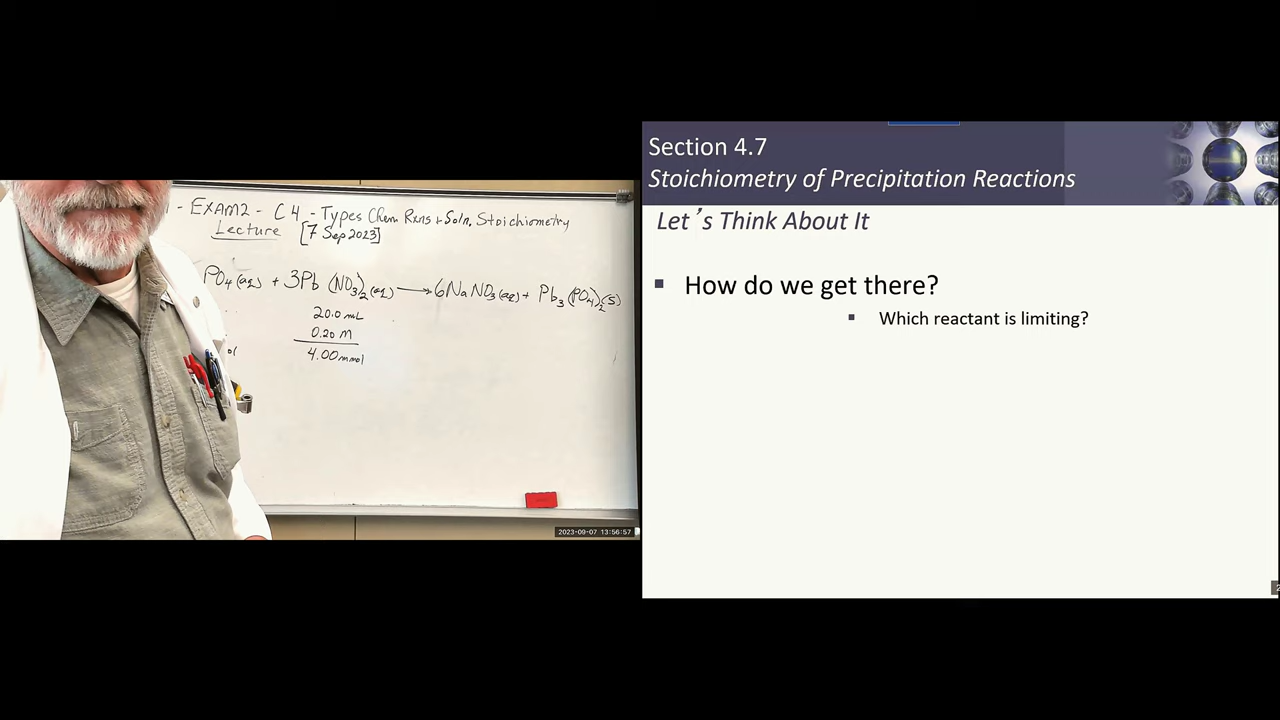 - EXAM2 - C4 - Types Chem Rxns + Soln. Stoichiometry
Lecture [7 Sep 2023]
PO4(aq) + 3Pb(NO3)2(aq) → 6NaNO3(aq) + Pb3(PO4)2(s)
20.0 mL
0.20 M
ol 4.00 mmol
2023-09-07 13:56:57
Section 4.7
Stoichiometry of Precipitation Reactions
Let's Think About It
▪ How do we get there?
▪ Which reactant is limiting?